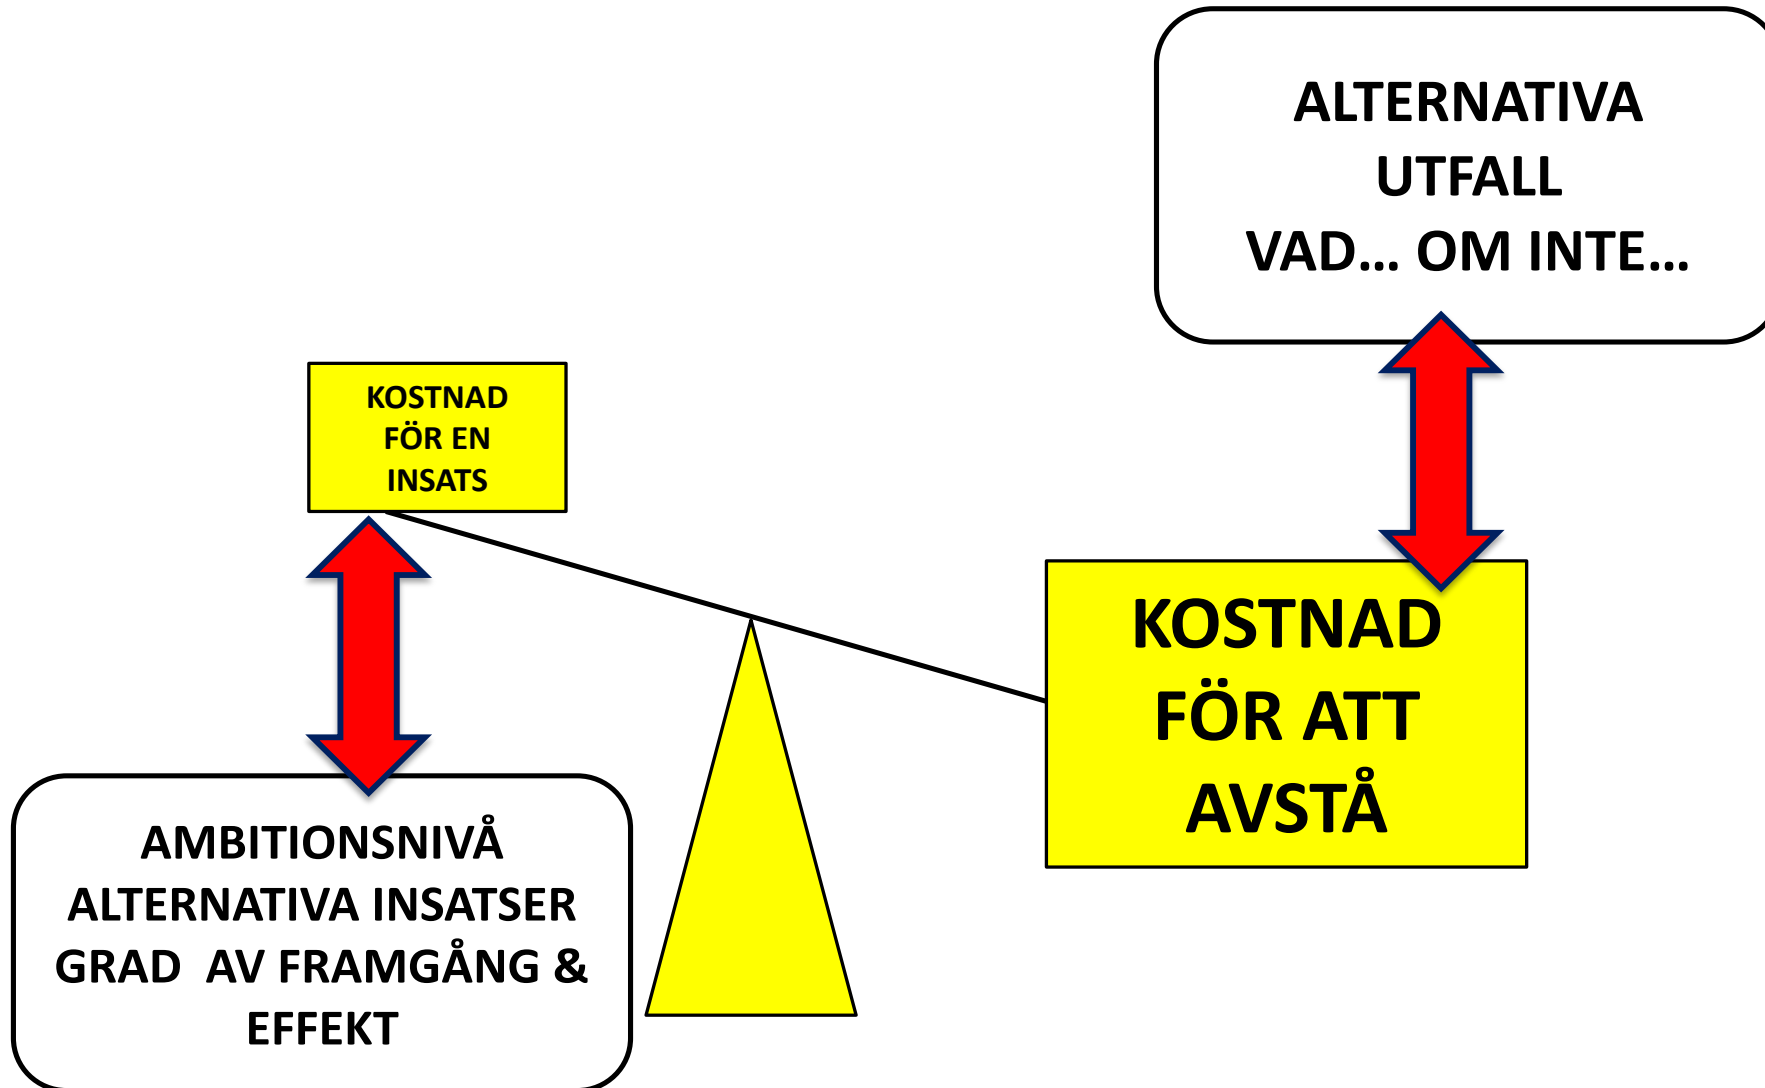 ALTERNATIVA
UTFALL
VAD... OM INTE...
KOSTNAD
FÖR EN
INSATS
KOSTNAD
FÖR ATT
AVSTÅ
AMBITIONSNIVÅ
ALTERNATIVA INSATSER
GRAD  AV FRAMGÅNG &
EFFEKT